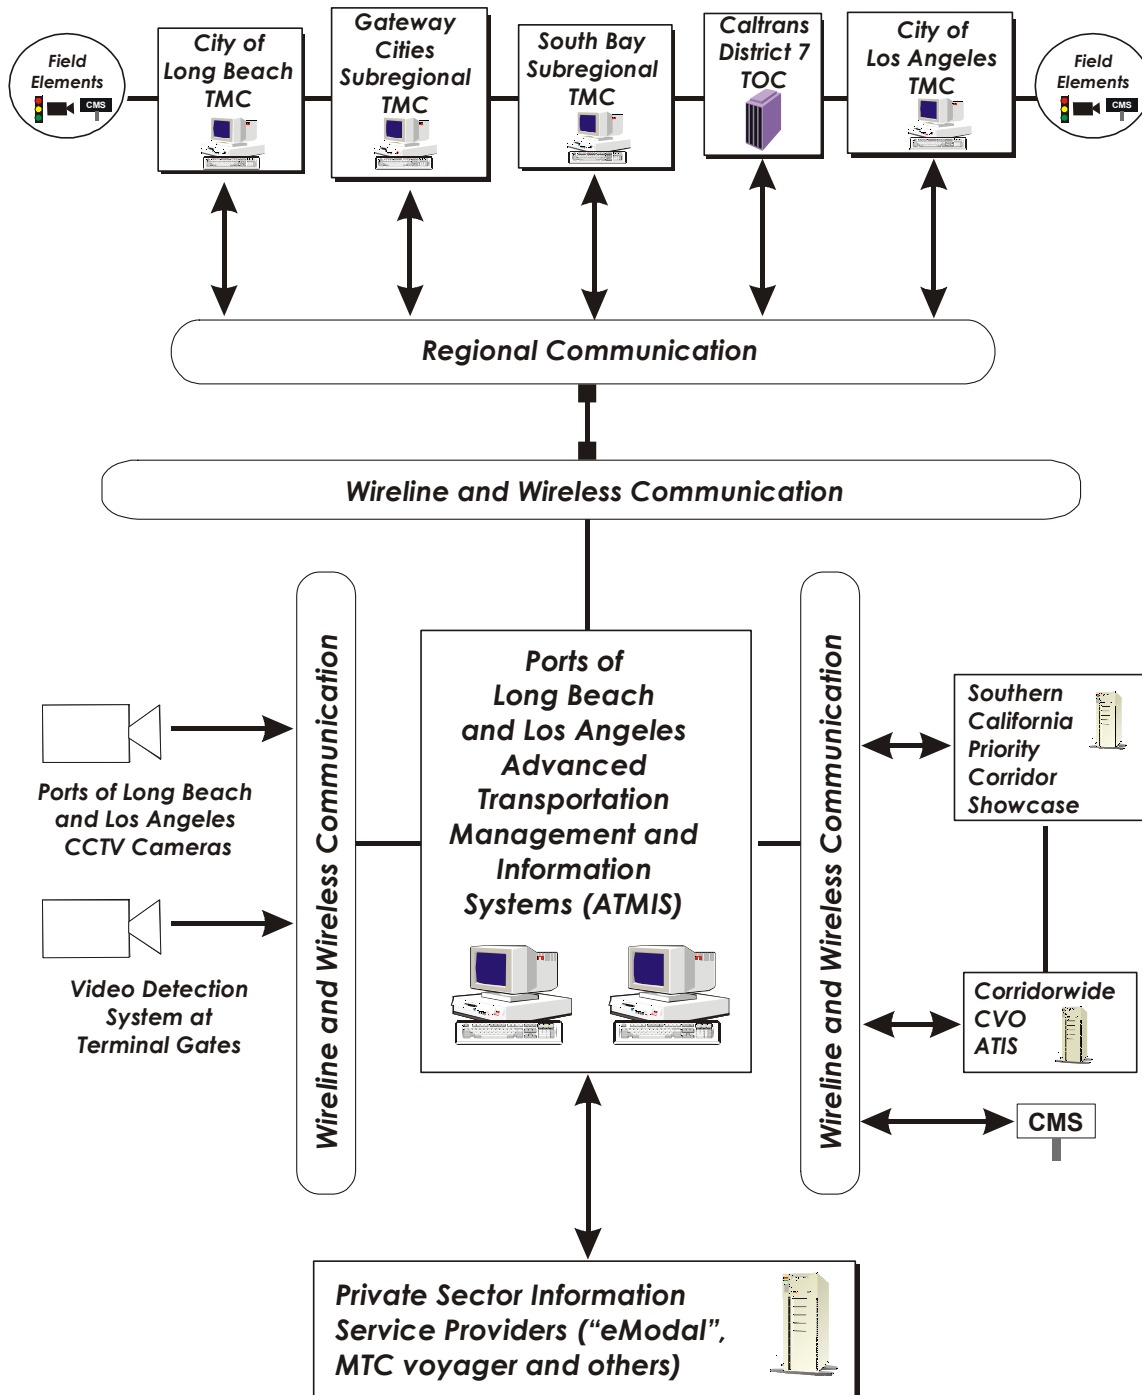 Field
Elements
CMS
City of
Long Beach
TMC
Gateway
Cities
Subregional
TMC
South Bay
Subregional
TMC
Caltrans
District 7
TOC
City of
Los Angeles
TMC
Field
Elements
CMS
Regional Communication
Wireline and Wireless Communication
Wireline and Wireless Communication
Ports of
Long Beach
and Los Angeles
Advanced
Transportation
Management and
Information
Systems (ATMIS)
Wireline and Wireless Communication
Ports of Long Beach
and Los Angeles
CCTV Cameras
Video Detection
System at
Terminal Gates
Southern
California
Priority
Corridor
Showcase
Corridorwide
CVO
ATIS
CMS
Private Sector Information
Service Providers (“eModal”,
MTC voyager and others)